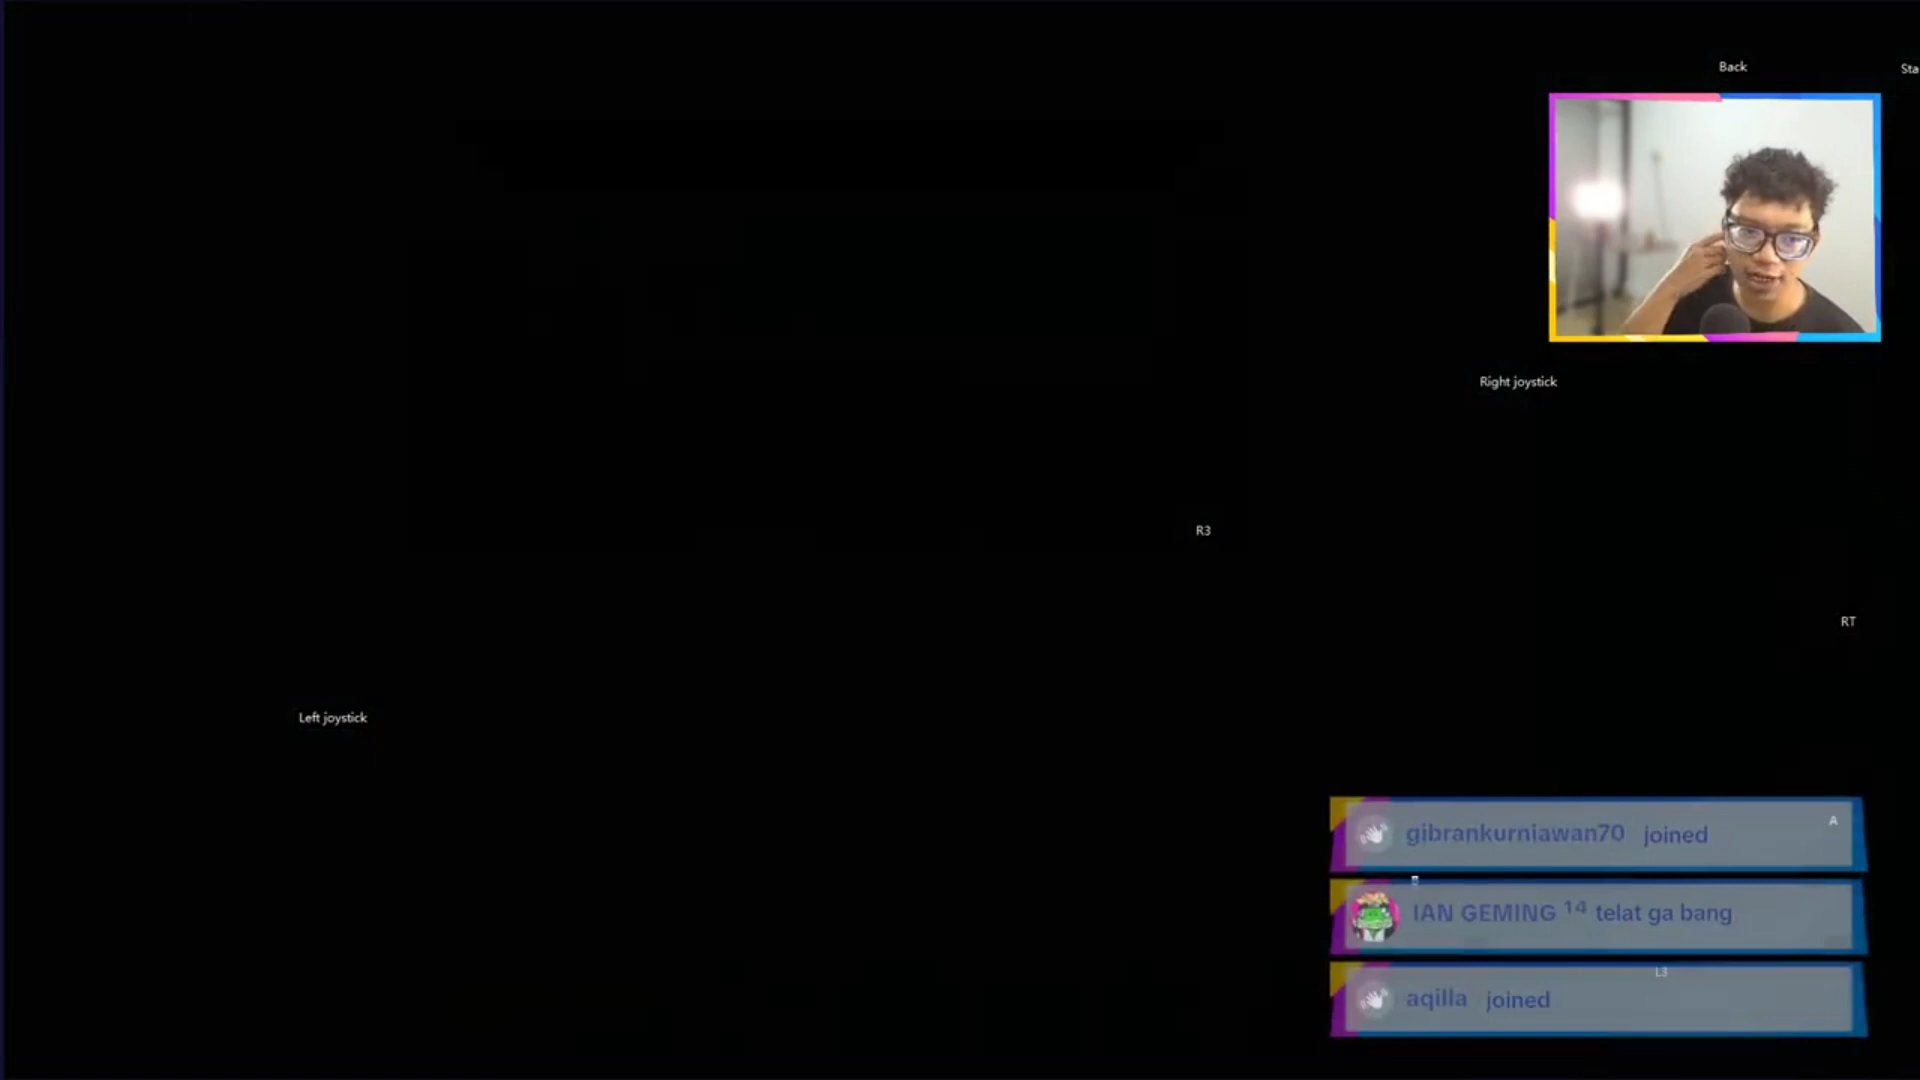 Back
Sta
Right joystick
R3
RT
Left joystick
gibrankurniawan70 joined
A
IAN GEMING ¹⁴ telat ga bang
L3
aqilla joined